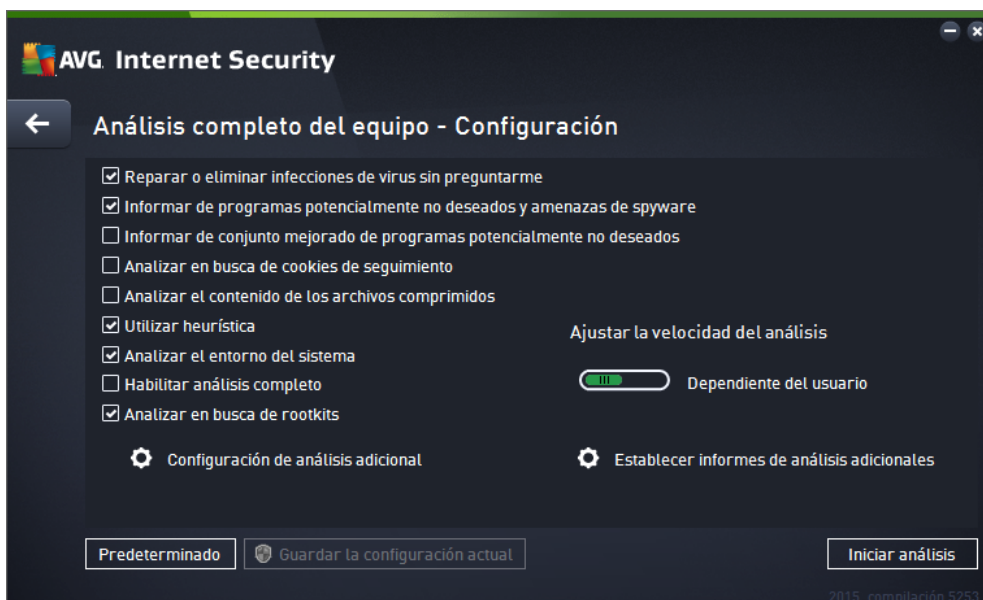 AVG. Internet Security
Análisis completo del equipo - Configuración
Reparar o eliminar infecciones de virus sin preguntarme
Informar de programas potencialmente no deseados y amenazas de spyware
Informar de conjunto mejorado de programas potencialmente no deseados
Analizar en busca de cookies de seguimiento
Analizar el contenido de los archivos comprimidos
Utilizar heurística
Analizar el entorno del sistema
Habilitar análisis completo
Analizar en busca de rootkits
Ajustar la velocidad del análisis
Dependiente del usuario
Configuración de análisis adicional
Establecer informes de análisis adicionales
Predeterminado
Guardar la configuración actual
Iniciar análisis
2015, compilación 5253